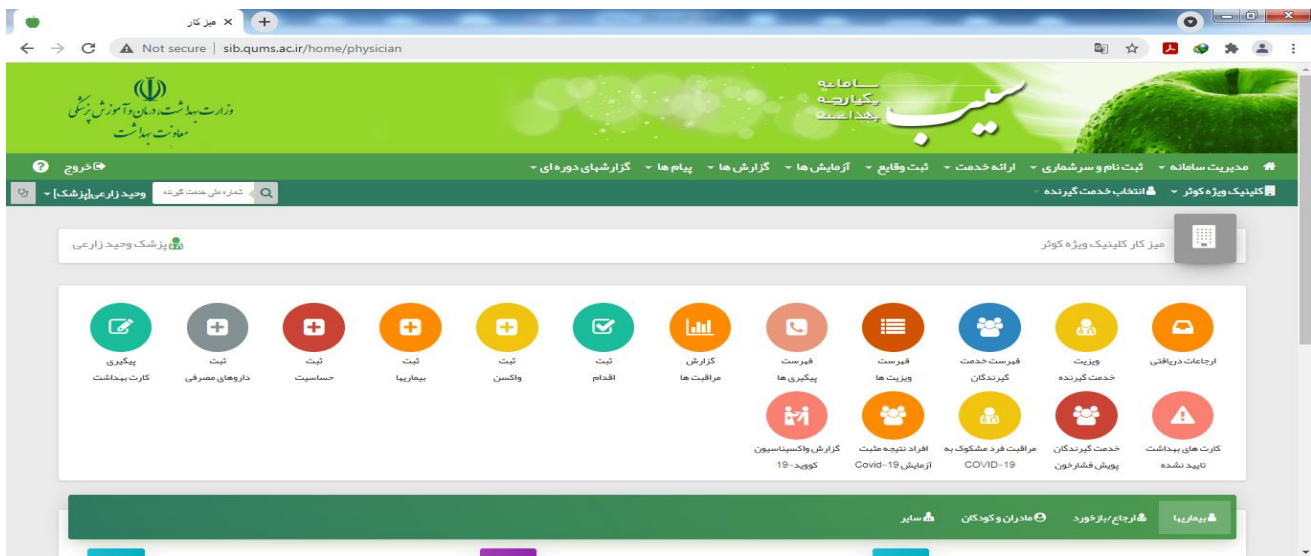 میز کار
Not secure | sib.qums.ac.ir/home/physician
وزارت بهداشت، درمان و آموزش پزشکی
معاونت بهداشت
سامانه
یکپارچه
بهداشت
سیب
مدیریت سامانه ثبت نام و سرشماری ارائه خدمت ثبت وقایع آزمایش ها گزارش ها پیام ها گزارشهای دوره ای خروج ?
کلینیک ویژه کوثر انتخاب خدمت گیرنده شماره ملی خدمت گیرنده وحید زارعی[پزشک]
میز کار کلینیک ویژه کوثر پزشک وحید زارعی
ارجاعات دریافتی
ویزیت
خدمت گیرنده
فهرست خدمت
گیرندگان
فهرست
ویزیت ها
فهرست
پیگیری ها
گزارش
مراقبت ها
ثبت
اقدام
ثبت
واکسن
ثبت
بیماریها
ثبت
حساسیت
ثبت
داروهای مصرفی
پیگیری
کارت بهداشت
کارت های بهداشت
تایید نشده
خدمت گیرندگان
پویش فشارخون
مراقبت فرد مشکوک به
COVID-19
افراد نتیجه مثبت
آزمایش Covid-19
گزارش واکسیناسیون
کووید-19
بیماریها ارجاع/بازخورد مادران و کودکان سایر